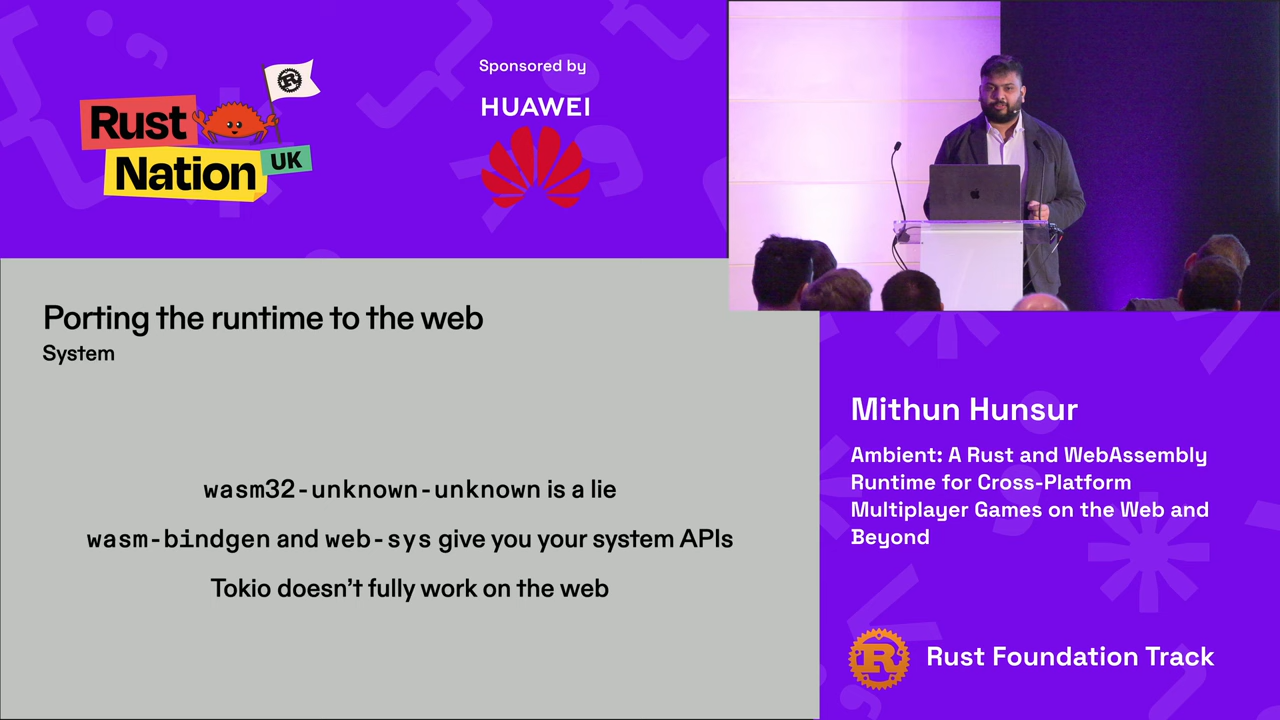 Rust
Nation
UK
Sponsored by
HUAWEI
Porting the runtime to the web
System
wasm32-unknown-unknown is a lie
wasm-bindgen and web-sys give you your system APIs
Tokio doesn’t fully work on the web
Mithun Hunsur
Ambient: A Rust and WebAssembly
Runtime for Cross-Platform
Multiplayer Games on the Web and
Beyond
R
Rust Foundation Track